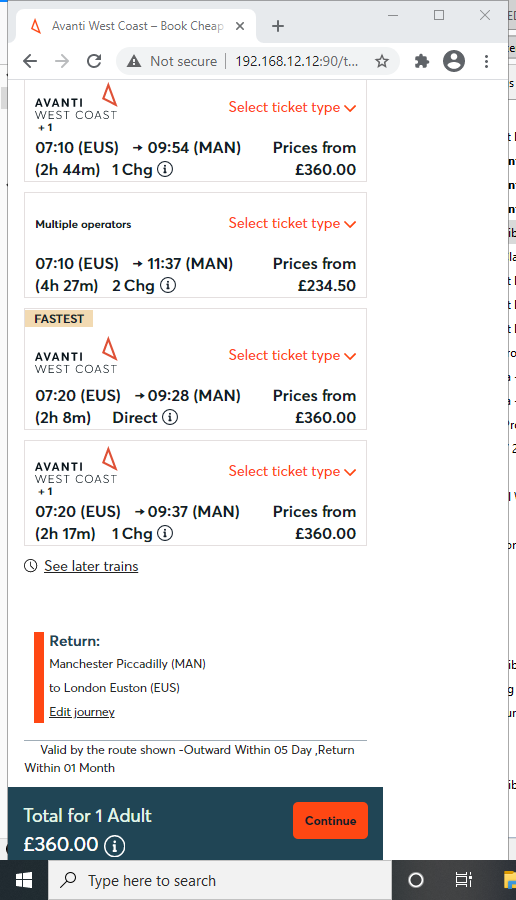 Avanti West Coast – Book Cheap
Not secure | 192.168.12.12:90/t...
AVANTI
WEST COAST
+ 1
Select ticket type
07:10 (EUS) → 09:54 (MAN) Prices from
(2h 44m) 1 Chg £360.00
Multiple operators Select ticket type
07:10 (EUS) → 11:37 (MAN) Prices from
(4h 27m) 2 Chg £234.50
FASTEST
AVANTI
WEST COAST
Select ticket type
07:20 (EUS) → 09:28 (MAN) Prices from
(2h 8m) Direct £360.00
AVANTI
WEST COAST
+ 1
Select ticket type
07:20 (EUS) → 09:37 (MAN) Prices from
(2h 17m) 1 Chg £360.00
See later trains
Return:
Manchester Piccadilly (MAN)
to London Euston (EUS)
Edit journey
Valid by the route shown -Outward Within 05 Day ,Return
Within 01 Month
Total for 1 Adult
£360.00
Continue
Type here to search